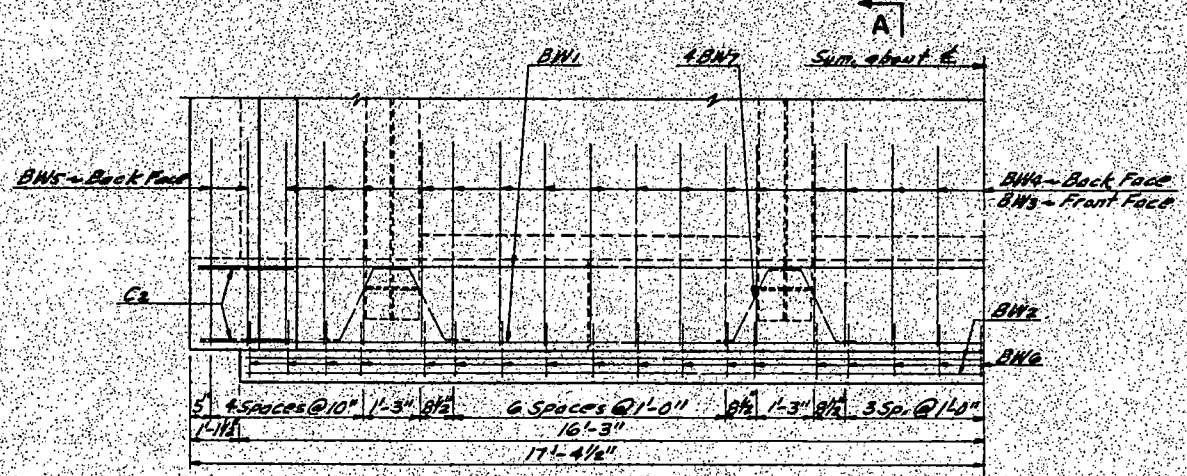 A
BW1
4 BW7
Sym. about ℄
BW5 ~ Back Face
BW4 ~ Back Face
BW3 ~ Front Face
C2
BW2
BW6
5" 4 Spaces @ 10" 1'-3" 8½" 6 Spaces @ 1'-0" 8½" 1'-3" 8½" 3 Sp. @ 1'-0"
1'-1½" 16'-3"
17'-4½"